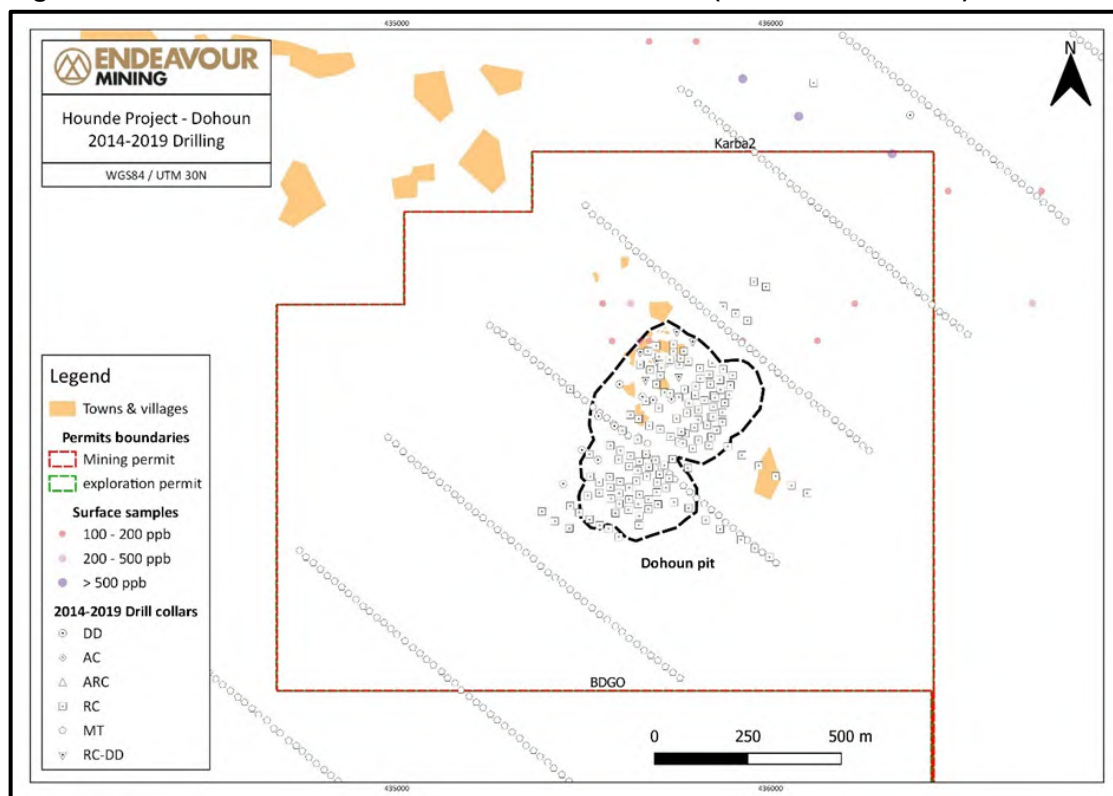 435000
436000
ENDEAVOUR
MINING
Hounde Project - Dohoun
2014-2019 Drilling
WGS84 / UTM 30N
N
Karba2
Legend
Towns & villages
Permits boundaries
Mining permit
exploration permit
Surface samples
100 - 200 ppb
200 - 500 ppb
> 500 ppb
2014-2019 Drill collars
DD
AC
ARC
RC
MT
RC-DD
Dohoun pit
BDGO
0 250 500 m
435000
436000